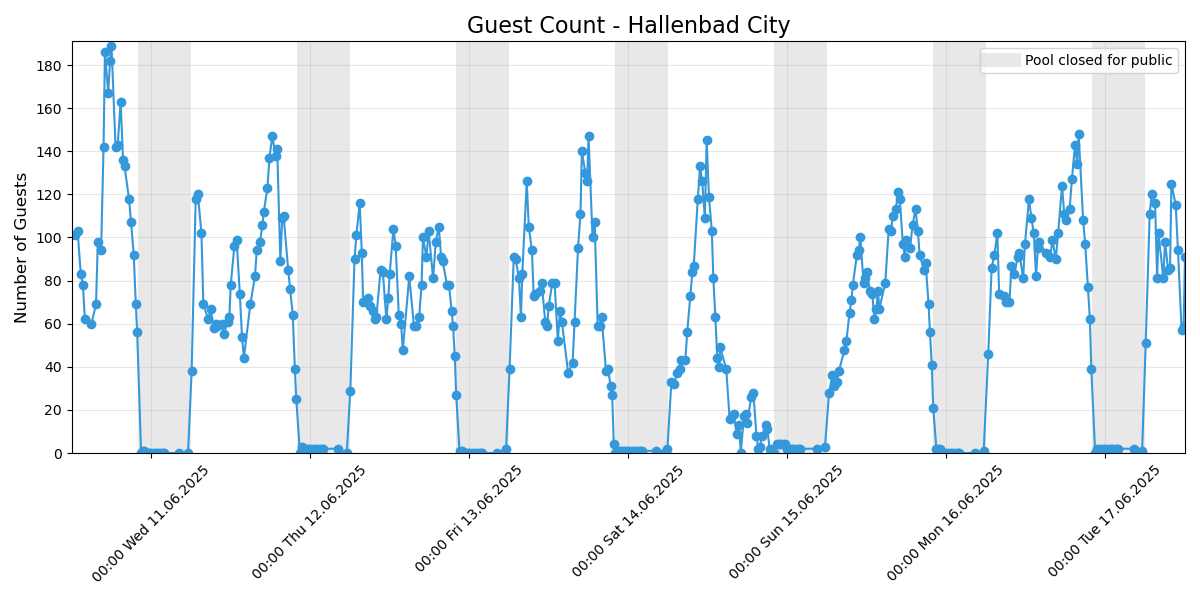 Guest Count - Hallenbad City
Pool closed for public
Number of Guests
180
160
140
120
100
80
60
40
20
0
00:00 Wed 11.06.2025
00:00 Thu 12.06.2025
00:00 Fri 13.06.2025
00:00 Sat 14.06.2025
00:00 Sun 15.06.2025
00:00 Mon 16.06.2025
00:00 Tue 17.06.2025